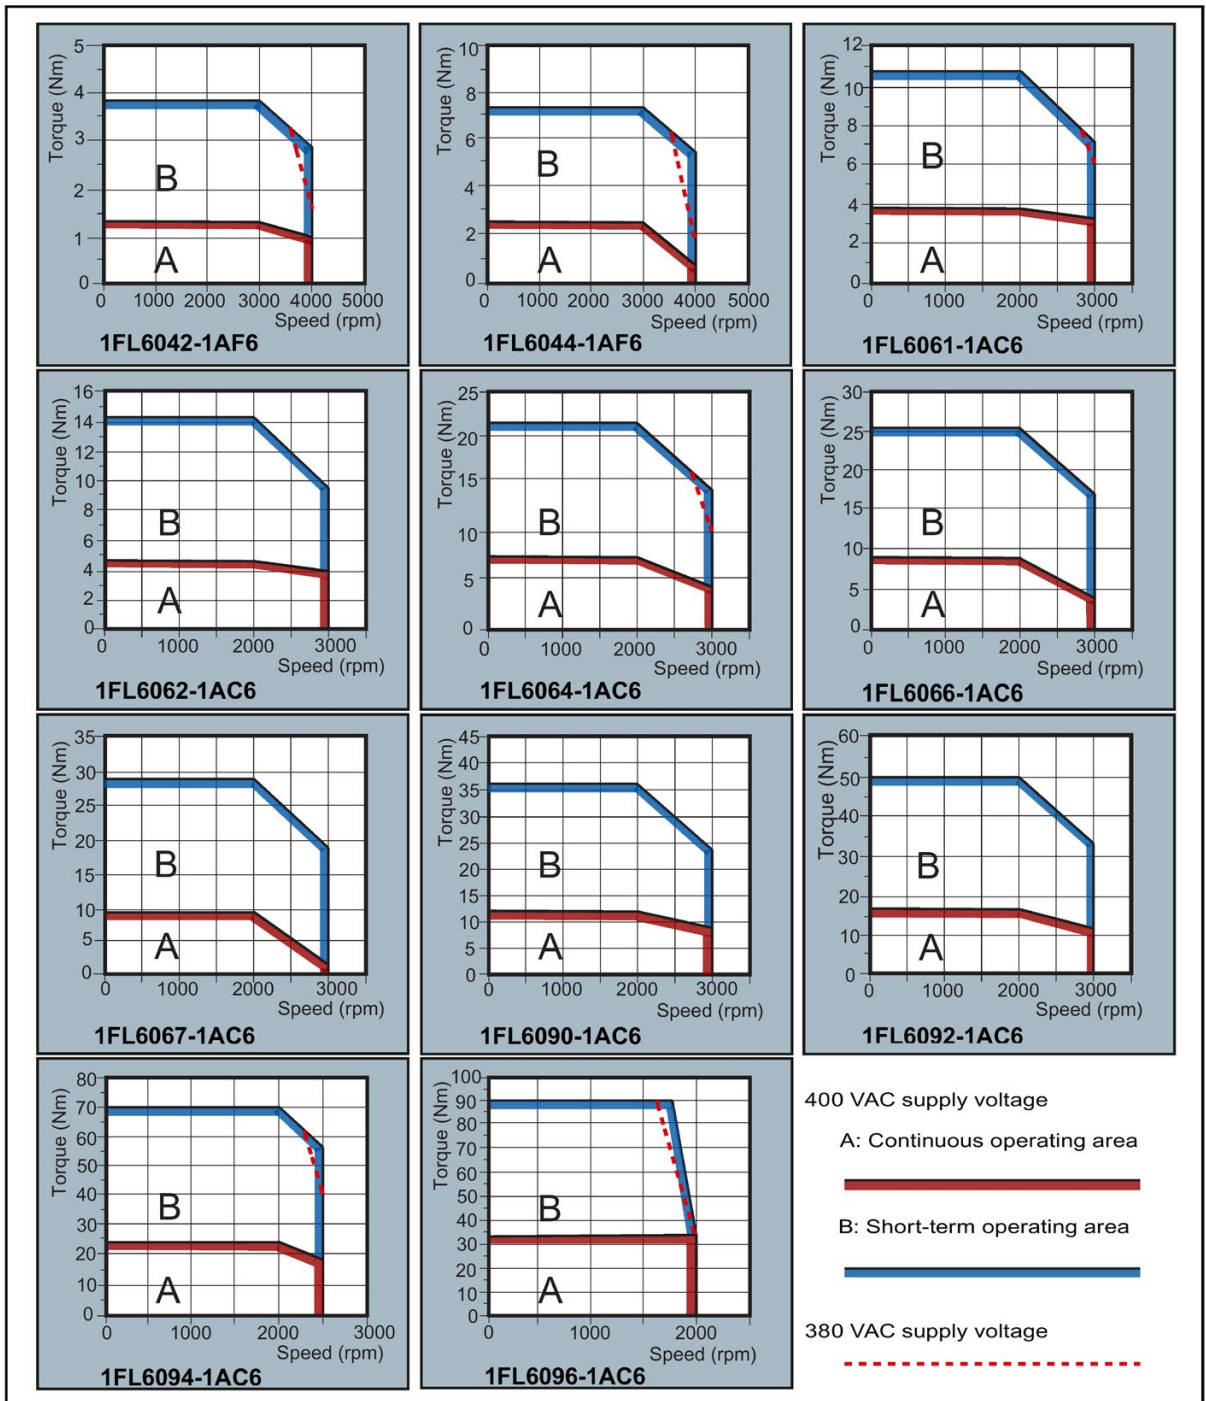 Torque (Nm)
5
4
3
2
1
0
B
A
0 1000 2000 3000 4000 5000
Speed (rpm)
1FL6042-1AF6
Torque (Nm)
10
8
6
4
2
0
B
A
0 1000 2000 3000 4000 5000
Speed (rpm)
1FL6044-1AF6
Torque (Nm)
12
10
8
6
4
2
0
B
A
0 1000 2000 3000
Speed (rpm)
1FL6061-1AC6
Torque (Nm)
16
14
12
10
8
6
4
2
0
B
A
0 1000 2000 3000
Speed (rpm)
1FL6062-1AC6
Torque (Nm)
25
20
15
10
5
0
B
A
0 1000 2000 3000
Speed (rpm)
1FL6064-1AC6
Torque (Nm)
30
25
20
15
10
5
0
B
A
0 1000 2000 3000
Speed (rpm)
1FL6066-1AC6
Torque (Nm)
35
30
25
20
15
10
5
0
B
A
0 1000 2000 3000
Speed (rpm)
1FL6067-1AC6
Torque (Nm)
45
40
35
30
25
20
15
10
5
0
B
A
0 1000 2000 3000
Speed (rpm)
1FL6090-1AC6
Torque (Nm)
60
50
40
30
20
10
0
B
A
0 1000 2000 3000
Speed (rpm)
1FL6092-1AC6
Torque (Nm)
80
70
60
50
40
30
20
10
0
B
A
0 1000 2000 3000
Speed (rpm)
1FL6094-1AC6
Torque (Nm)
100
90
80
70
60
50
40
30
20
10
0
B
A
0 1000 2000
Speed (rpm)
1FL6096-1AC6
400 VAC supply voltage
A: Continuous operating area
B: Short-term operating area
380 VAC supply voltage